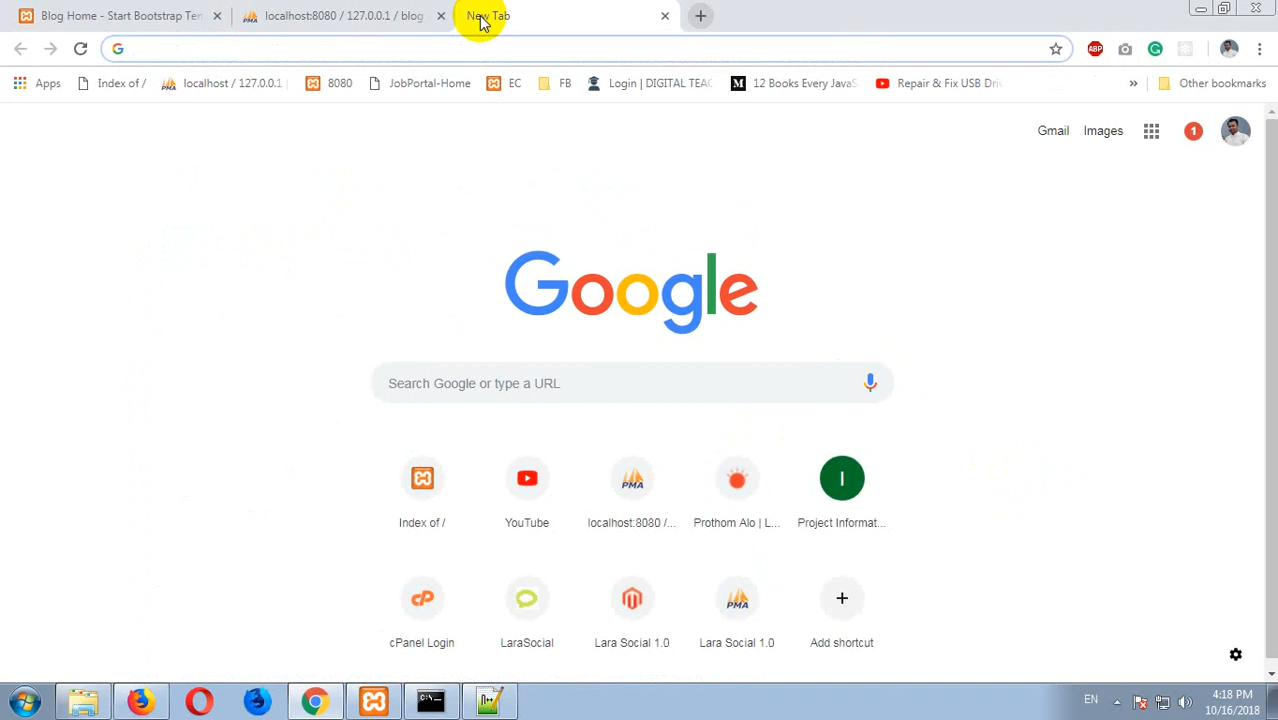 Blog Home - Start Bootstrap Ten
localhost:8080 / 127.0.0.1 / blog
New Tab
ABP
Apps
Index of /
localhost / 127.0.0.1
8080
JobPortal-Home
EC
FB
Login | DIGITAL TEAC
M
12 Books Every JavaS
Repair & Fix USB Driv
»
Other bookmarks
Gmail
Images
1
Google
Search Google or type a URL
PMA
I
Index of /
YouTube
localhost:8080 /...
Prothom Alo | L...
Project Informat...
cP
PMA
cPanel Login
LaraSocial
Lara Social 1.0
Lara Social 1.0
Add shortcut
EN
4:18 PM
10/16/2018